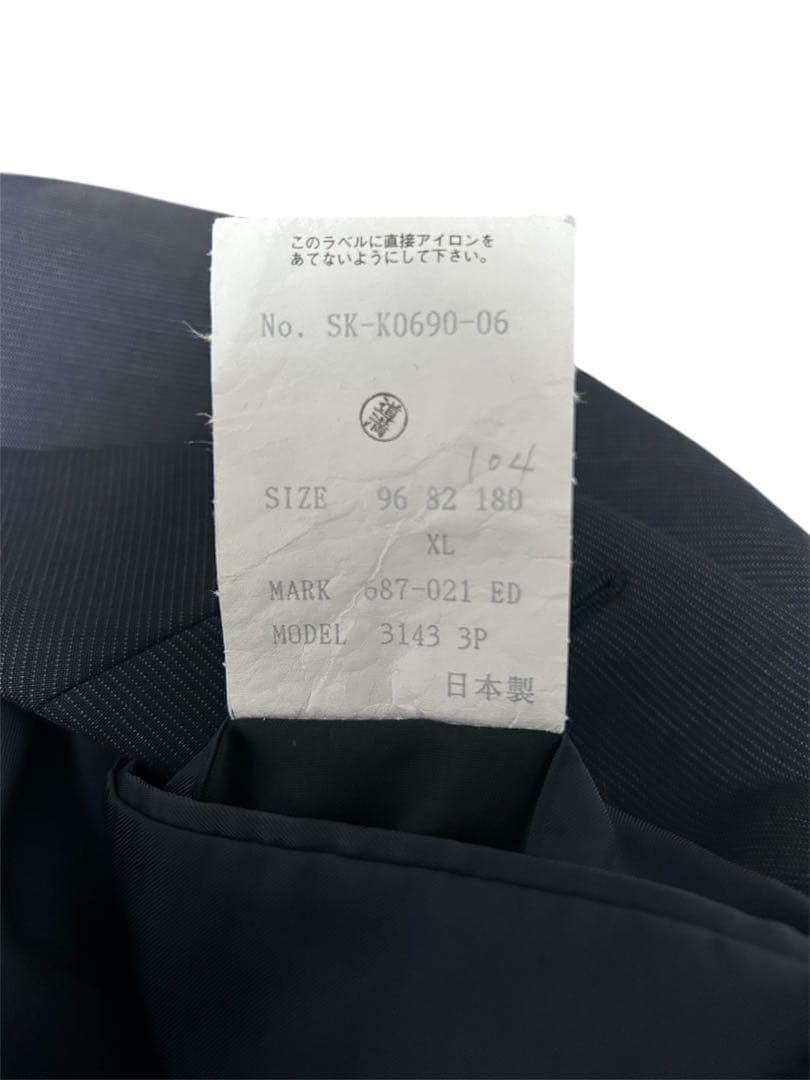 このラベルに直接アイロンを
あてないようにして下さい。
No. SK-K0690-06
104
SIZE 96 82 180
XL
MARK 687-021 ED
MODEL 3143 3P
日本製